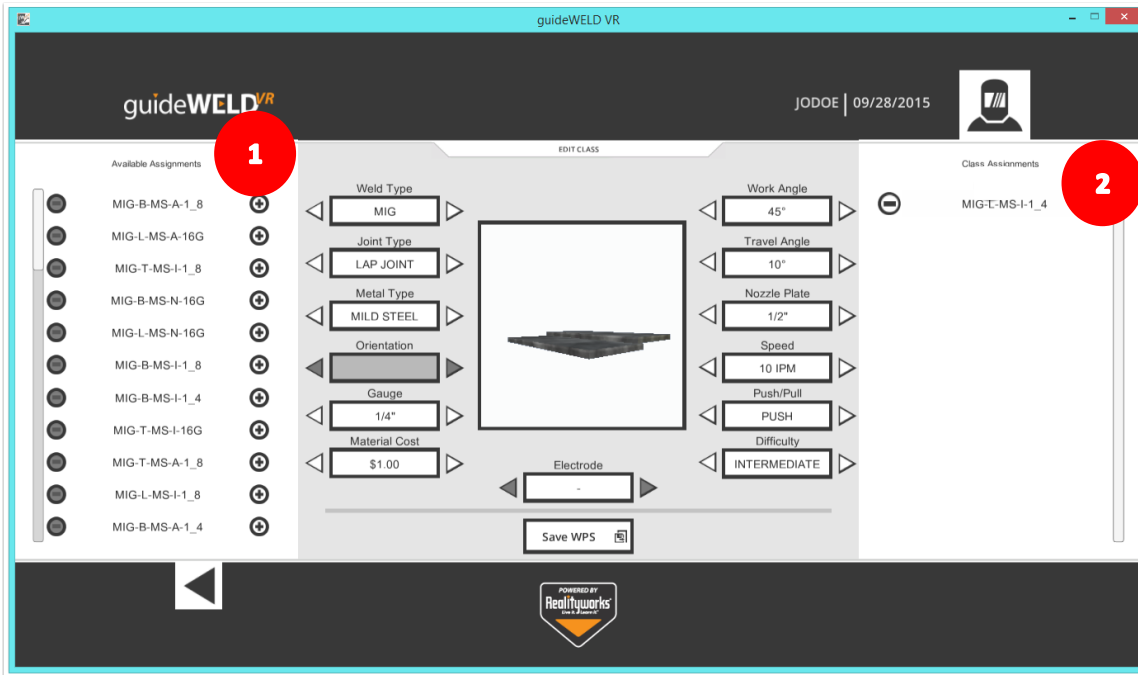 guideWELD VR
guideWELD VR
JODOE | 09/28/2015
1
2
EDIT CLASS
Available Assignments
MIG-B-MS-A-1_8
MIG-L-MS-A-16G
MIG-T-MS-I-1_8
MIG-B-MS-N-16G
MIG-L-MS-N-16G
MIG-B-MS-I-1_8
MIG-B-MS-I-1_4
MIG-T-MS-I-16G
MIG-T-MS-A-1_8
MIG-L-MS-I-1_8
MIG-B-MS-A-1_4
Weld Type
MIG
Joint Type
LAP JOINT
Metal Type
MILD STEEL
Orientation
Gauge
1/4"
Material Cost
$1.00
Electrode
-
Save WPS
Work Angle
45°
Travel Angle
10°
Nozzle Plate
1/2"
Speed
10 IPM
Push/Pull
PUSH
Difficulty
INTERMEDIATE
Class Assignments
MIG-L-MS-I-1_4
POWERED BY
Realityworks